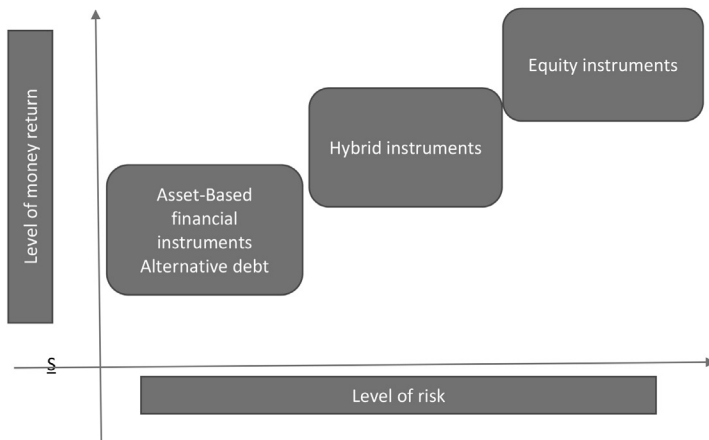 Equity instruments
Hybrid instruments
Asset-Based
financial
instruments
Alternative debt
Level of money return
S
Level of risk